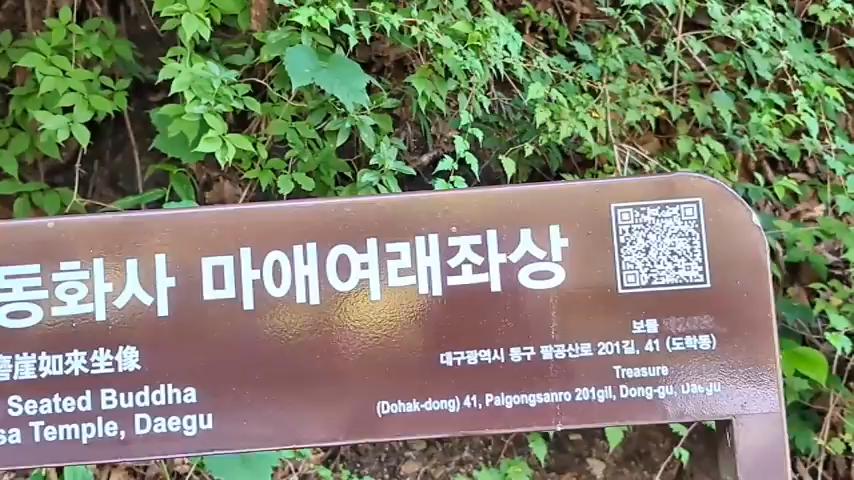 동화사 마애여래좌상
磨崖如來坐像
Seated Buddha
sa Temple, Daegu
보물
대구광역시 동구 팔공산로 201길, 41 (도학동)
Treasure
(Dohak-dong) 41, Palgongsanro 201gil, Dong-gu, Daegu